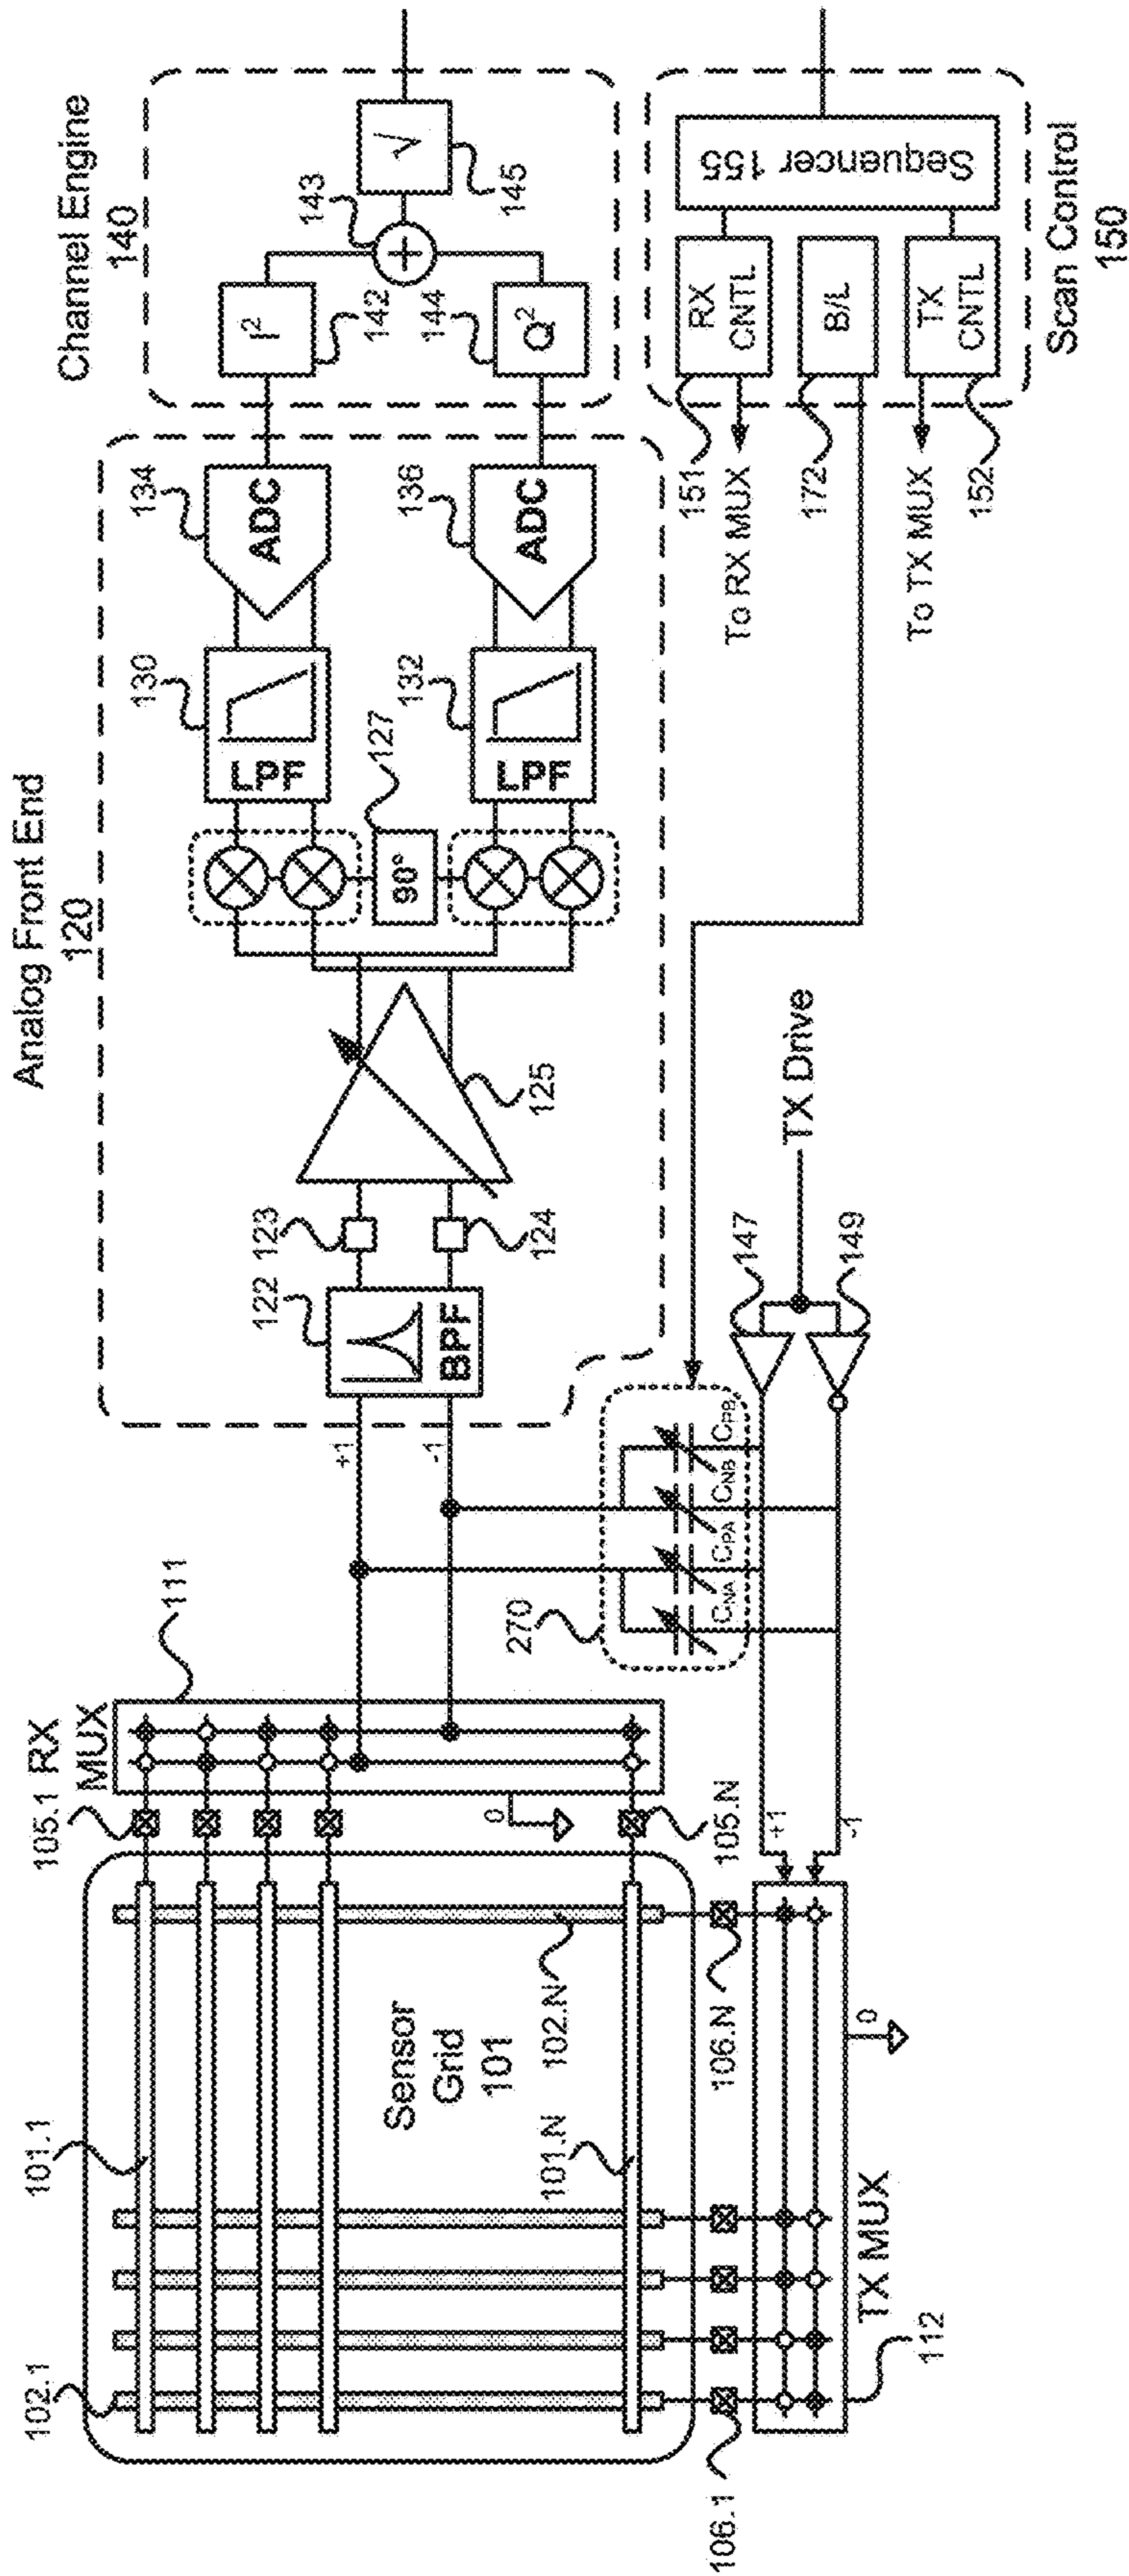 Analog Front End
120
Channel Engine
140
102.1
101.1
Sensor
Grid
101
101.N
102.N
105.1
RX
MUX
111
0
105.N
+1
-1
122
BPF
123
124
125
127
90°
130
LPF
132
LPF
134
ADC
136
ADC
I²
142
143
144
Q²
√
145
270
CNA
CPA
CNB
CPB
147
149
TX Drive
+1
-1
106.1
106.N
0
TX MUX
112
151
To RX MUX
172
To TX MUX
152
RX
CNTL
B/L
TX
CNTL
Sequencer 155
Scan Control
150